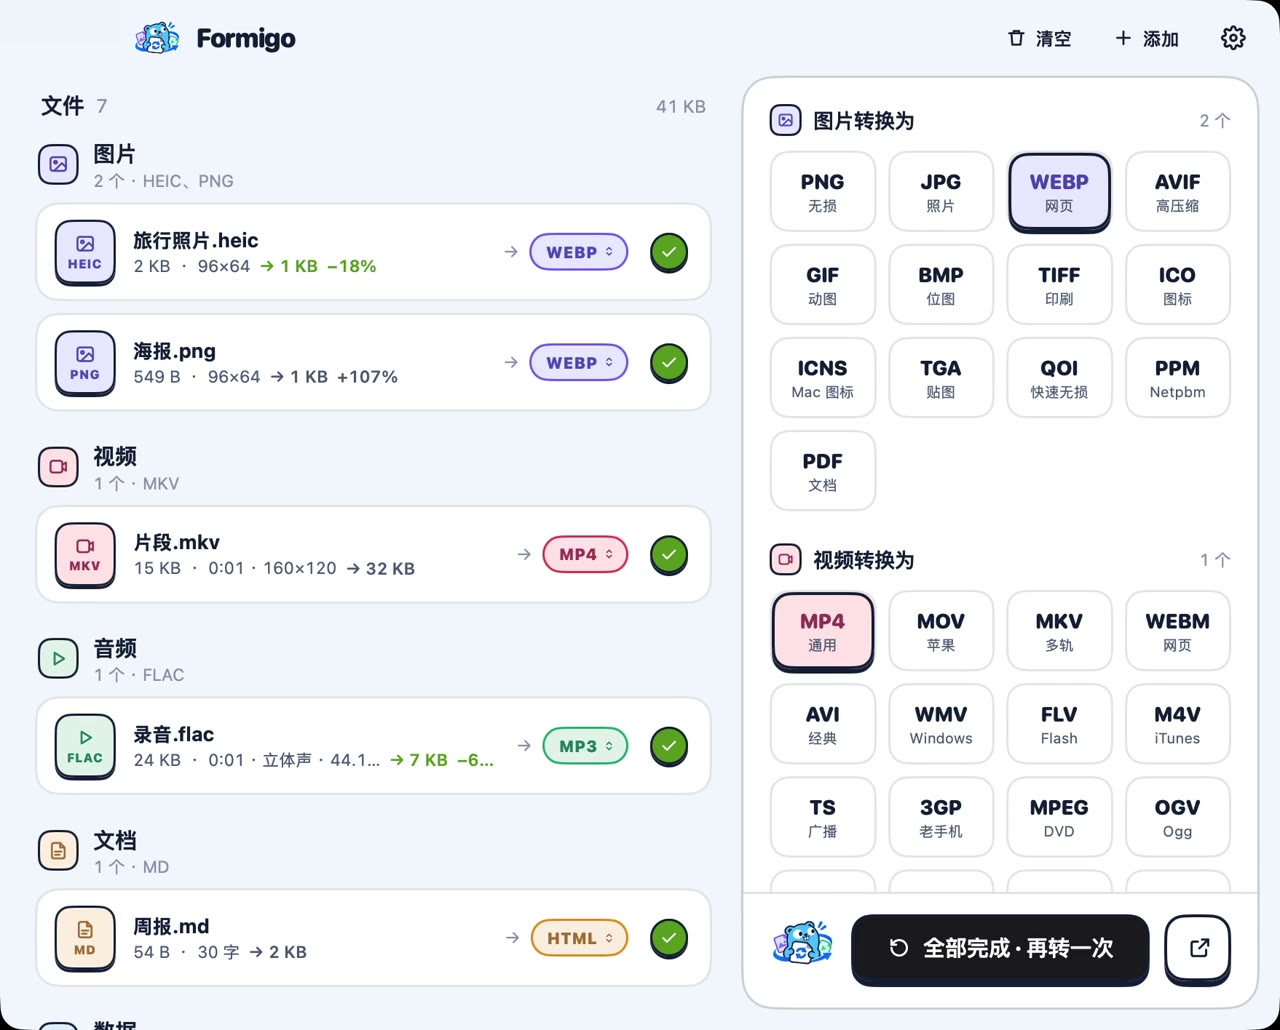 Formigo
清空
添加
文件 7
41 KB
图片
2 个 · HEIC、PNG
HEIC
旅行照片.heic
2 KB · 96×64 → 1 KB −18%
→ WEBP
PNG
海报.png
549 B · 96×64 → 1 KB +107%
→ WEBP
视频
1 个 · MKV
MKV
片段.mkv
15 KB · 0:01 · 160×120 → 32 KB
→ MP4
音频
1 个 · FLAC
FLAC
录音.flac
24 KB · 0:01 · 立体声 · 44.1... → 7 KB −6...
→ MP3
文档
1 个 · MD
MD
周报.md
54 B · 30 字 → 2 KB
→ HTML
数据
图片转换为
2 个
PNG
无损
JPG
照片
WEBP
网页
AVIF
高压缩
GIF
动图
BMP
位图
TIFF
印刷
ICO
图标
ICNS
Mac 图标
TGA
贴图
QOI
快速无损
PPM
Netpbm
PDF
文档
视频转换为
1 个
MP4
通用
MOV
苹果
MKV
多轨
WEBM
网页
AVI
经典
WMV
Windows
FLV
Flash
M4V
iTunes
TS
广播
3GP
老手机
MPEG
DVD
OGV
Ogg
全部完成 · 再转一次